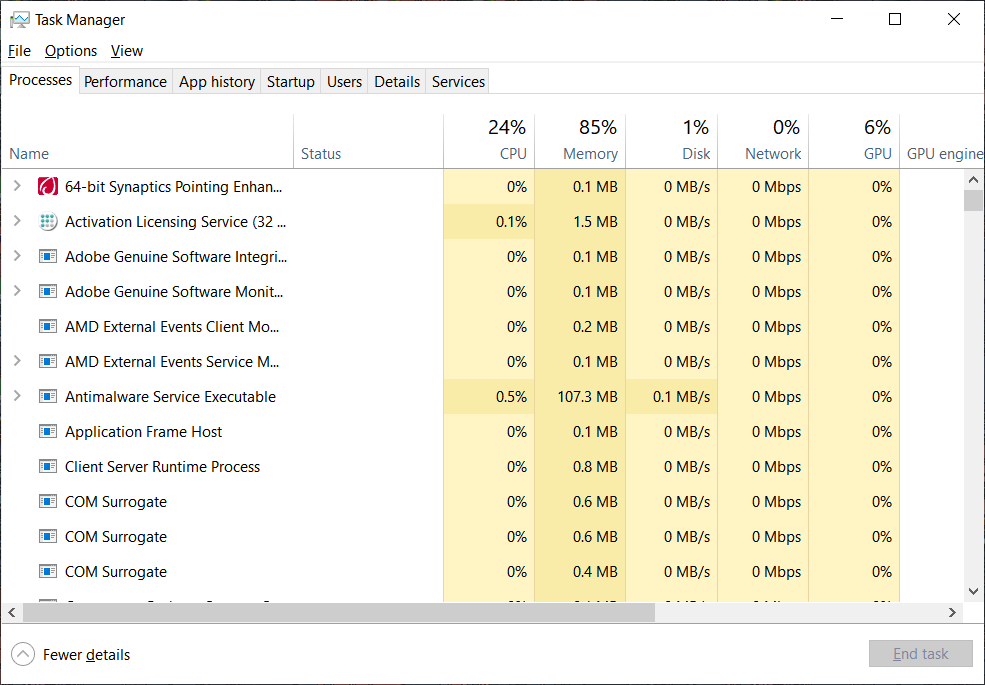 Task Manager
File Options View
Processes Performance App history Startup Users Details Services
24% 85% 1% 0% 6%
Name Status CPU Memory Disk Network GPU GPU engine
64-bit Synaptics Pointing Enhan... 0% 0.1 MB 0 MB/s 0 Mbps 0%
Activation Licensing Service (32 ... 0.1% 1.5 MB 0 MB/s 0 Mbps 0%
Adobe Genuine Software Integri... 0% 0.1 MB 0 MB/s 0 Mbps 0%
Adobe Genuine Software Monit... 0% 0.1 MB 0 MB/s 0 Mbps 0%
AMD External Events Client Mo... 0% 0.2 MB 0 MB/s 0 Mbps 0%
AMD External Events Service M... 0% 0.1 MB 0 MB/s 0 Mbps 0%
Antimalware Service Executable 0.5% 107.3 MB 0.1 MB/s 0 Mbps 0%
Application Frame Host 0% 0.1 MB 0 MB/s 0 Mbps 0%
Client Server Runtime Process 0% 0.8 MB 0 MB/s 0 Mbps 0%
COM Surrogate 0% 0.6 MB 0 MB/s 0 Mbps 0%
COM Surrogate 0% 0.6 MB 0 MB/s 0 Mbps 0%
COM Surrogate 0% 0.4 MB 0 MB/s 0 Mbps 0%
Fewer details End task